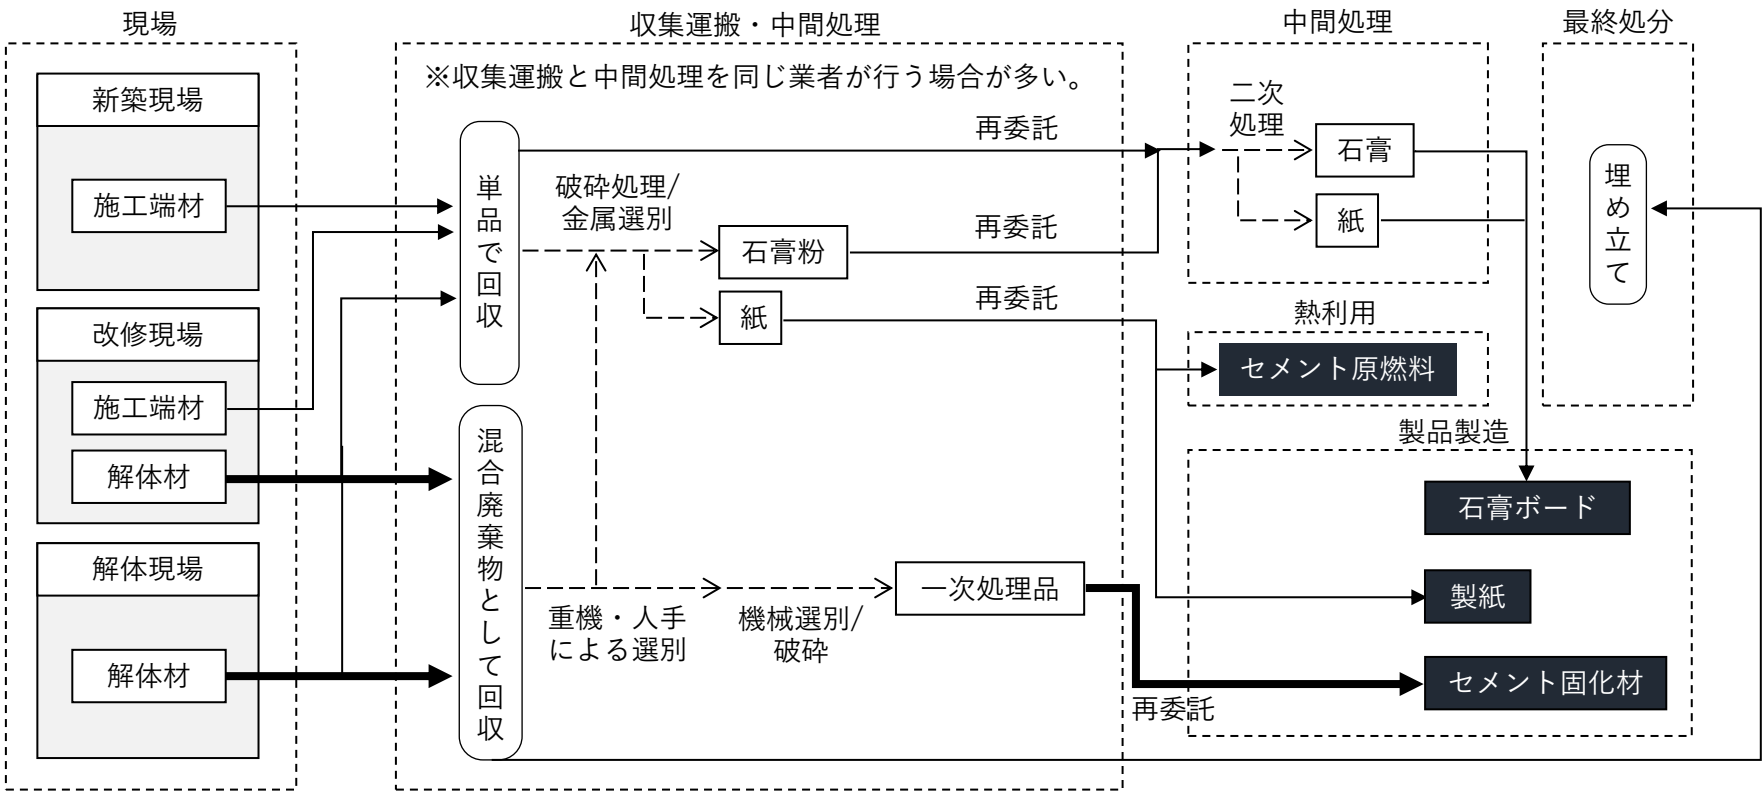 現場
新築現場
施工端材
改修現場
施工端材
解体材
解体現場
解体材
収集運搬・中間処理
※収集運搬と中間処理を同じ業者が行う場合が多い。
単品で回収
破砕処理/
金属選別
石膏粉
紙
再委託
再委託
再委託
混合廃棄物として回収
重機・人手
による選別
機械選別/
破砕
一次処理品
再委託
中間処理
二次
処理
石膏
紙
熱利用
セメント原燃料
製品製造
石膏ボード
製紙
セメント固化材
最終処分
埋め立て